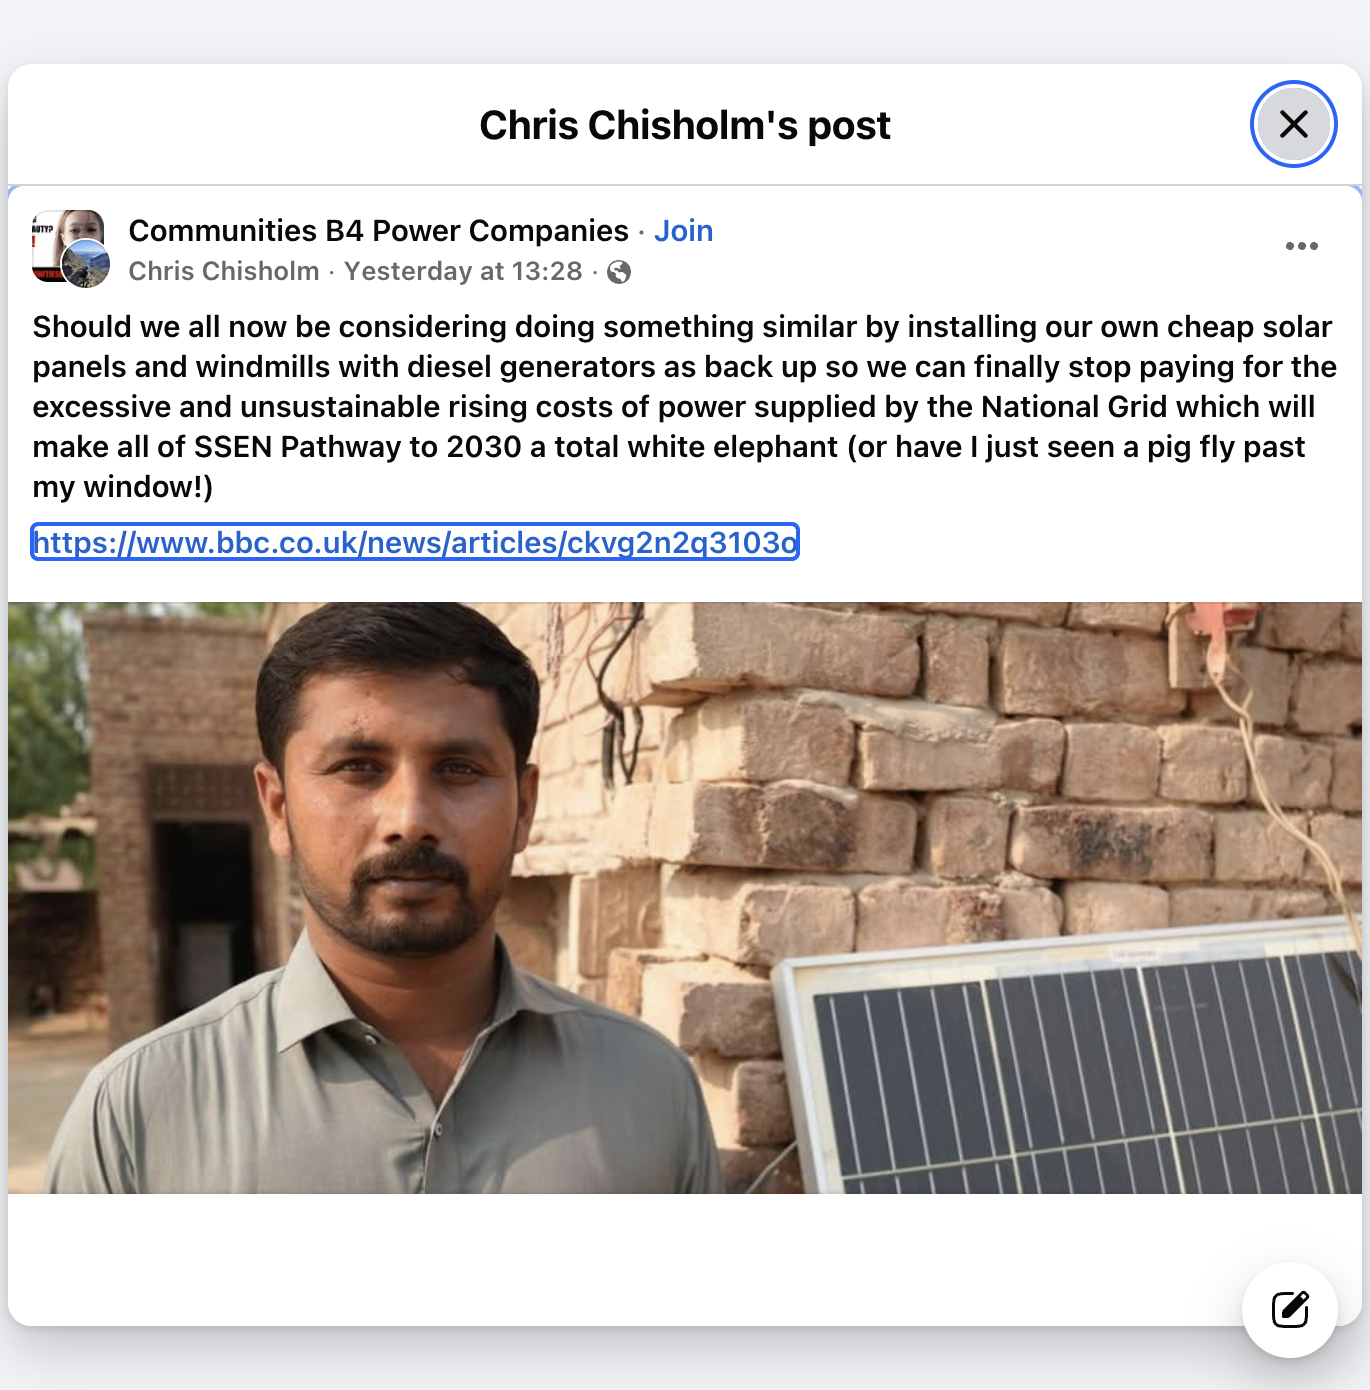 Chris Chisholm's post
AUTY?
Communities B4 Power Companies · Join
Chris Chisholm · Yesterday at 13:28 ·
Should we all now be considering doing something similar by installing our own cheap solar
panels and windmills with diesel generators as back up so we can finally stop paying for the
excessive and unsustainable rising costs of power supplied by the National Grid which will
make all of SSEN Pathway to 2030 a total white elephant (or have I just seen a pig fly past
my window!)
https://www.bbc.co.uk/news/articles/ckvg2n2q3103o